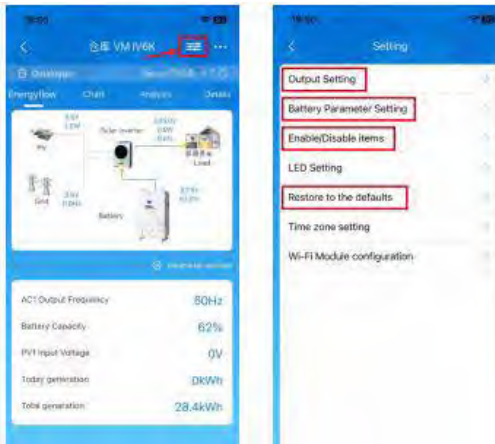 仓库 VM IV6K
Energyflow Chart Analysis Details
PV
Solar Inverter
Load
Grid
Battery
AC1 Output Frequency 50Hz
Battery Capacity 62%
PV1 Input Voltage 0V
Today generation 0kWh
Total generation 28.4kWh
Setting
Output Setting
Battery Parameter Setting
Enable/Disable items
LED Setting
Restore to the defaults
Time zone setting
Wi-Fi Module configuration